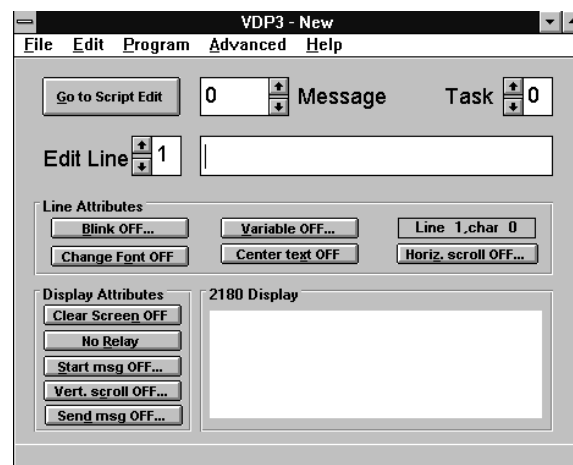 VDP3 - New
File Edit Program Advanced Help
Go to Script Edit 0 Message Task 0
Edit Line 1
Line Attributes
Blink OFF... Variable OFF... Line 1,char 0
Change Font OFF Center text OFF Horiz. scroll OFF...
Display Attributes 2180 Display
Clear Screen OFF
No Relay
Start msg OFF...
Vert. scroll OFF...
Send msg OFF...